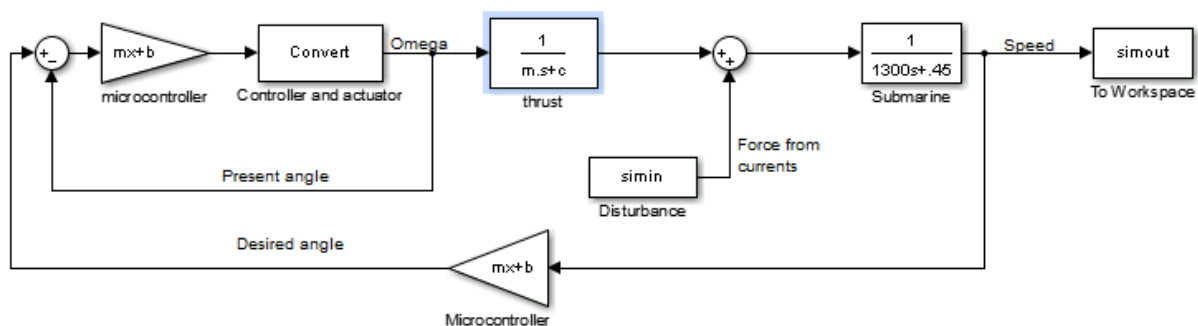 mx+b
microcontroller
Convert
Controller and actuator
Omega
1
m.s+c
thrust
+
−
+
+
1
1300s+.45
Submarine
Speed
simout
To Workspace
Force from
currents
simin
Disturbance
Present angle
Desired angle
mx+b
Microcontroller